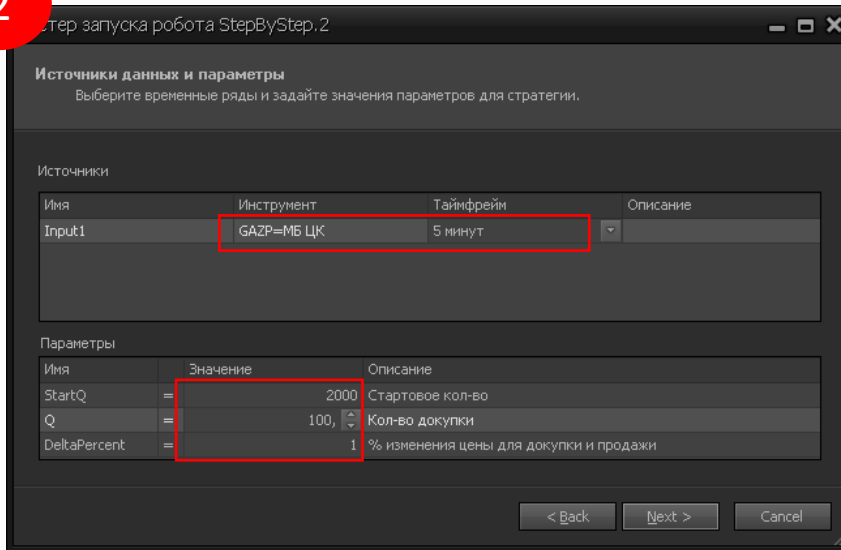 2
стер запуска робота StepByStep.2
Источники данных и параметры
Выберите временные ряды и задайте значения параметров для стратегии.
Источники
Имя Инструмент Таймфрейм Описание
Input1 GAZP=МБ ЦК 5 минут
Параметры
Имя Значение Описание
StartQ = 2000 Стартовое кол-во
Q = 100, Кол-во докупки
DeltaPercent = 1 % изменения цены для докупки и продажи
< Back Next > Cancel